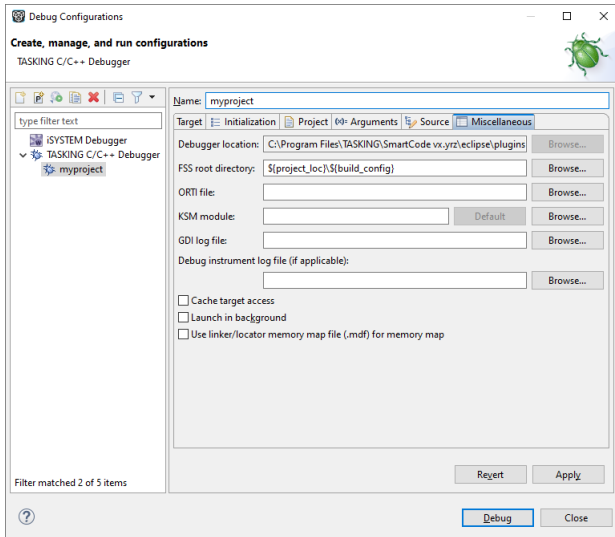 Debug Configurations
Create, manage, and run configurations
TASKING C/C++ Debugger
Name: myproject
type filter text
Target Initialization Project (x)= Arguments Source Miscellaneous
iSYSTEM Debugger
TASKING C/C++ Debugger
myproject
Debugger location: C:\Program Files\TASKING\SmartCode vx.yrz\eclipse\plugins Browse...
FSS root directory: ${project_loc}\${build_config} Browse...
ORTI file: Browse...
KSM module: Default Browse...
GDI log file: Browse...
Debug instrument log file (if applicable):
Browse...
Cache target access
Launch in background
Use linker/locator memory map file (.mdf) for memory map
Filter matched 2 of 5 items
Revert Apply
? Debug Close